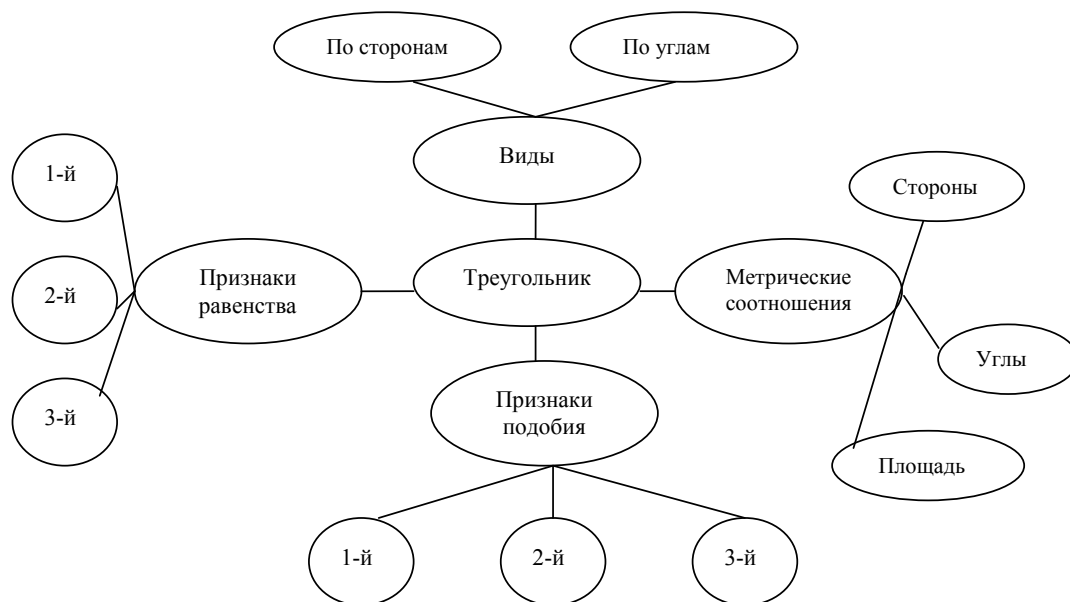 По сторонам
По углам
Виды
1-й
Стороны
Признаки
равенства
Треугольник
Метрические
соотношения
2-й
Углы
3-й
Признаки
подобия
Площадь
1-й
2-й
3-й